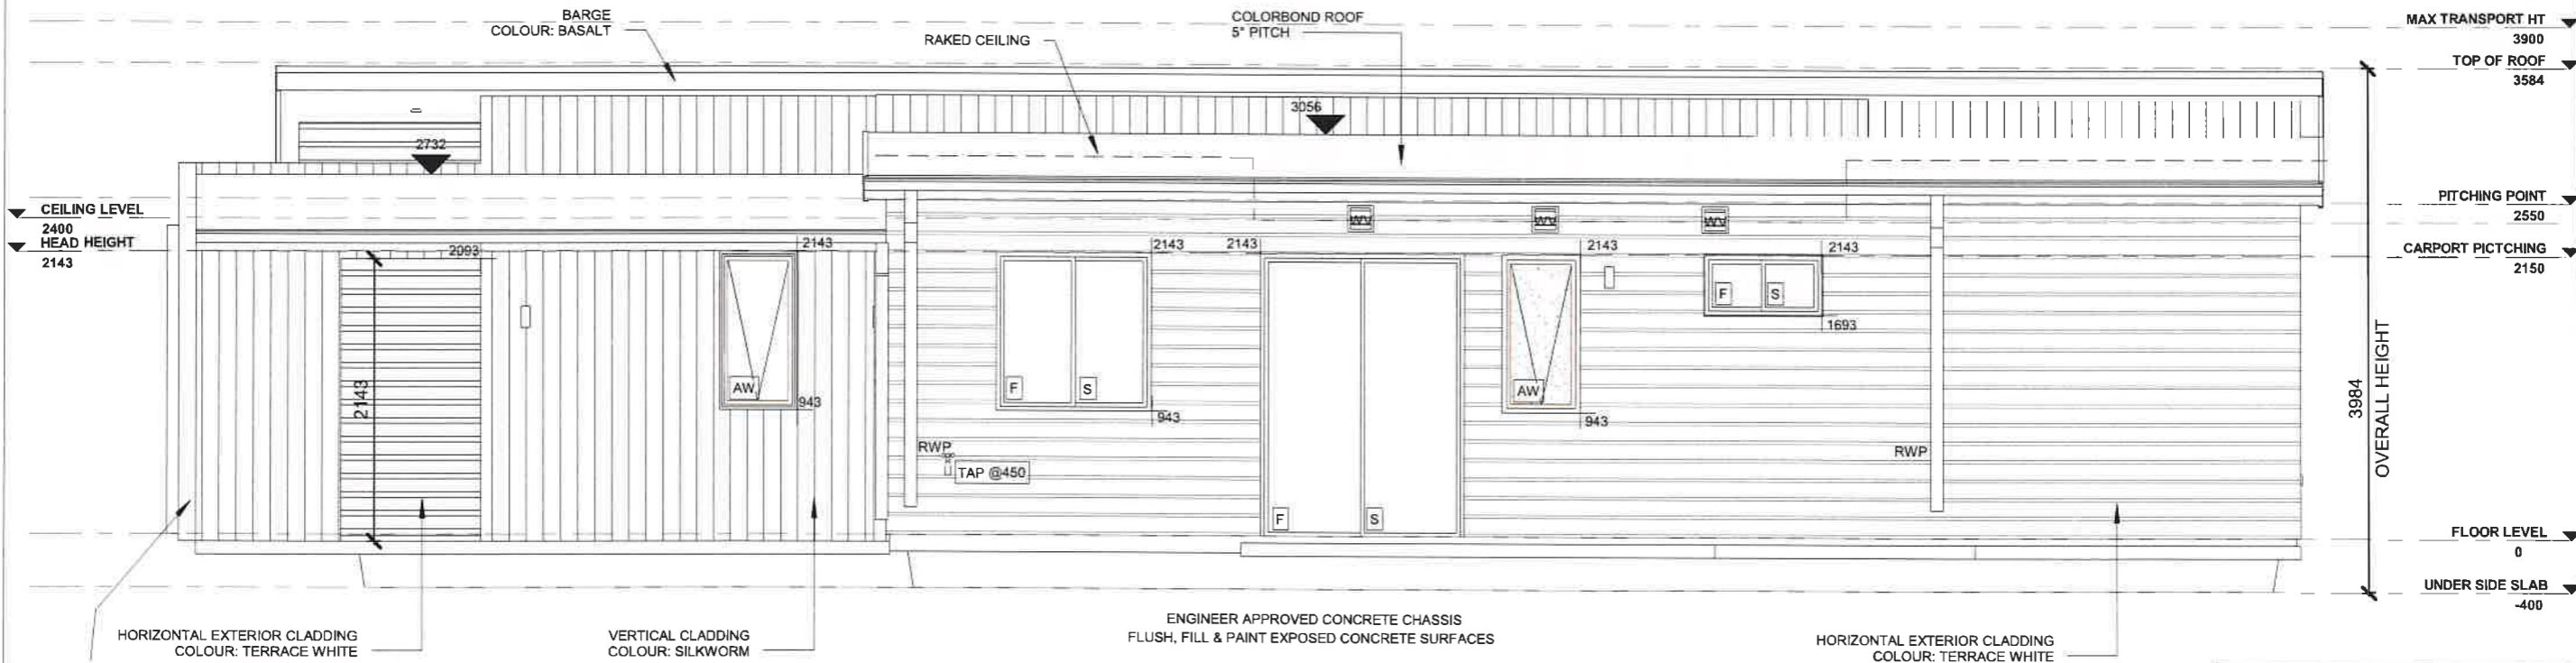 BARGE
COLOUR: BASALT
RAKED CEILING
COLORBOND ROOF
5° PITCH
MAX TRANSPORT HT
3900
TOP OF ROOF
3584
3056
2732
CEILING LEVEL
2400
HEAD HEIGHT
2143
PITCHING POINT
2550
CARPORT PICTCHING
2150
WV
WV
WV
2093
2143
2143
2143
2143
2143
F
S
1693
2143
AW
943
F
S
943
AW
943
RWP
TAP @450
RWP
F
S
3984
OVERALL HEIGHT
FLOOR LEVEL
0
UNDER SIDE SLAB
-400
HORIZONTAL EXTERIOR CLADDING
COLOUR: TERRACE WHITE
VERTICAL CLADDING
COLOUR: SILKWORM
ENGINEER APPROVED CONCRETE CHASSIS
FLUSH, FILL & PAINT EXPOSED CONCRETE SURFACES
HORIZONTAL EXTERIOR CLADDING
COLOUR: TERRACE WHITE